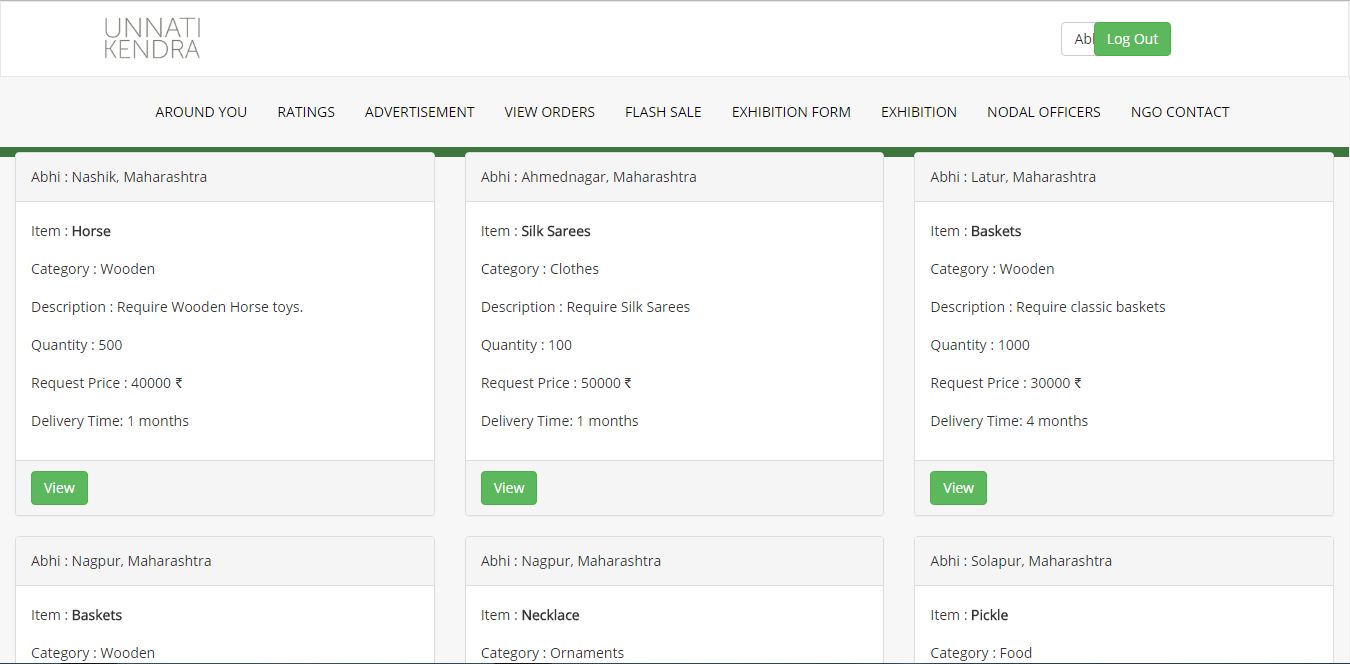 UNNATI
KENDRA
Log Out
AROUND YOU RATINGS ADVERTISEMENT VIEW ORDERS FLASH SALE EXHIBITION FORM EXHIBITION NODAL OFFICERS NGO CONTACT
Abhi : Nashik, Maharashtra
Item : Horse
Category : Wooden
Description : Require Wooden Horse toys.
Quantity : 500
Request Price : 40000 ₹
Delivery Time: 1 months
View
Abhi : Ahmednagar, Maharashtra
Item : Silk Sarees
Category : Clothes
Description : Require Silk Sarees
Quantity : 100
Request Price : 50000 ₹
Delivery Time: 1 months
View
Abhi : Latur, Maharashtra
Item : Baskets
Category : Wooden
Description : Require classic baskets
Quantity : 1000
Request Price : 30000 ₹
Delivery Time: 4 months
View
Abhi : Nagpur, Maharashtra
Item : Baskets
Category : Wooden
Abhi : Nagpur, Maharashtra
Item : Necklace
Category : Ornaments
Abhi : Solapur, Maharashtra
Item : Pickle
Category : Food